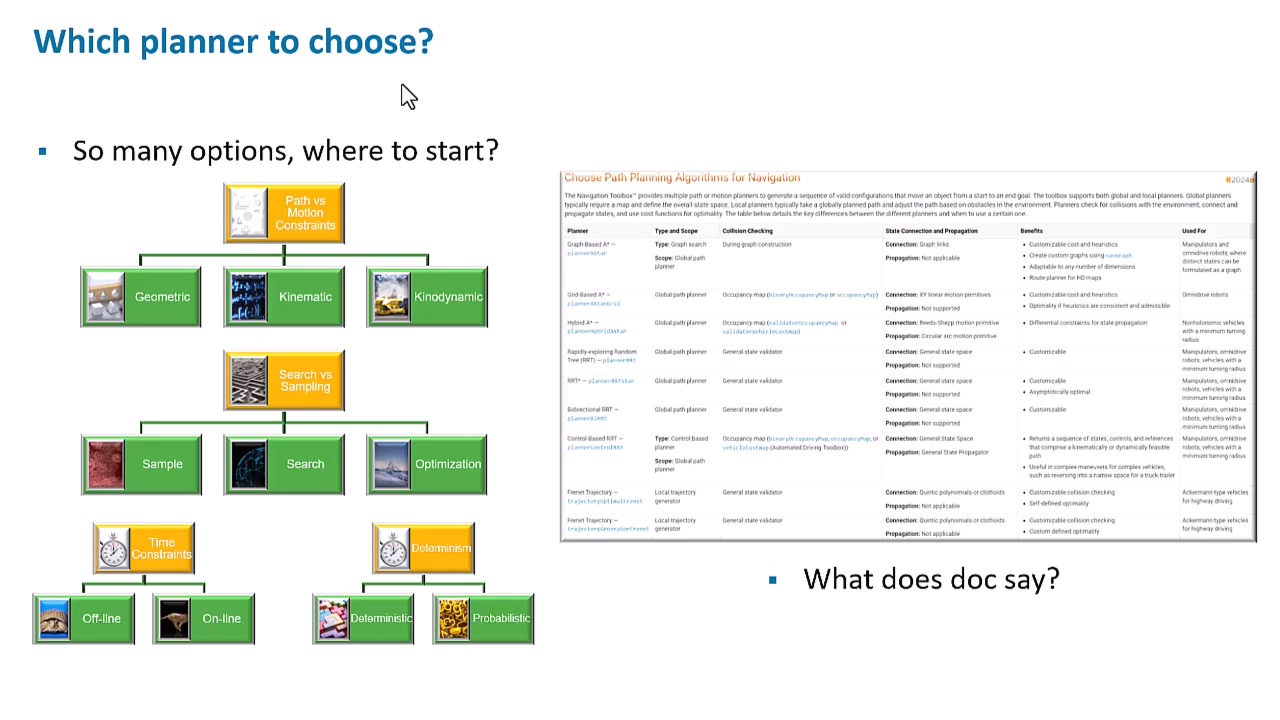 Which planner to choose?
So many options, where to start?
Path vs
Motion
Constraints
Geometric
Kinematic
Kinodynamic
Search vs
Sampling
Sample
Search
Optimization
Time
Constraints
Off-line
On-line
Determinism
Deterministic
Probabilistic
Choose Path Planning Algorithms for Navigation
R2024a
The Navigation Toolbox™ provides multiple path or motion planners to generate a sequence of valid configurations that move an object from a start to an end goal. The toolbox supports both global and local planners. Global planners
typically require a map and define the overall state space. Local planners typically take a globally planned path and adjust the path based on obstacles in the environment. Planners check for collisions with the environment, connect and
propagate states, and use cost functions for optimality. The table below details the key differences between the different planners and when to use a certain one.
Planner Type and Scope Collision Checking State Connection and Propagation Benefits Used For
Graph-Based A* —
plannerAStar
Type: Graph search
Scope: Global path
planner
During graph construction
Connection: Graph links
Propagation: Not applicable
Customizable cost and heuristics
Create custom graphs using navGraph
Adaptable to any number of dimensions
Route planner for HD maps
Manipulators and
omnidrive robots, where
distinct states can be
formulated as a graph.
Grid-Based A* —
plannerAStarGrid
Global path planner
Occupancy map (binaryOccupancyMap or occupancyMap)
Connection: XY linear motion primitives
Propagation: Not supported
Customizable cost and heuristics
Optimality if heuristics are consistent and admissible
Omnidrive robots
Hybrid A* —
plannerHybridAStar
Global path planner
Occupancy map (validatorOccupancyMap or
validatorVehicleCostmap)
Connection: Reeds-Shepp motion primitive
Propagation: Circular arc motion primitive
Differential constraints for state propagation
Nonholonomic vehicles
with a minimum turning
radius
Rapidly-exploring Random
Tree (RRT) — plannerRRT
Global path planner
General state validator
Connection: General state space
Propagation: Not supported
Customizable
Manipulators, omnidrive
robots, vehicles with a
minimum turning radius
RRT* — plannerRRTStar
Global path planner
General state validator
Connection: General state space
Propagation: Not supported
Customizable
Asymptotically optimal
Manipulators, omnidrive
robots, vehicles with a
minimum turning radius
Bidirectional RRT —
plannerBiRRT
Global path planner
General state validator
Connection: General state space
Propagation: Not supported
Customizable
Manipulators, omnidrive
robots, vehicles with a
minimum turning radius
Control-Based RRT —
plannerControlRRT
Type: Control based
planner
Scope: Global path
planner
Occupancy map (binaryOccupancyMap, occupancyMap, or
vehicleCostmap (Automated Driving Toolbox))
Connection: General State Space
Propagation: General State Propagator
Returns a sequence of states, controls, and references
that comprise a kinematically or dynamically feasible
path
Useful in complex maneuvers for complex vehicles,
such as reversing into a narrow space for a truck trailer
Manipulators, omnidrive
robots, vehicles with a
minimum turning radius
Frenet Trajectory —
trajectoryOptimalFrenet
Local trajectory
generator
General state validator
Connection: Quintic polynomials or clothoids
Propagation: Not applicable
Customizable collision checking
Self-defined optimality
Ackermann-type vehicles
for highway driving
Frenet Trajectory —
trajectoryGeneratorFrenet
Local trajectory
generator
General state validator
Connection: Quintic polynomials or clothoids
Propagation: Not applicable
Customizable collision checking
Custom defined optimality
Ackermann-type vehicles
for highway driving
What does doc say?